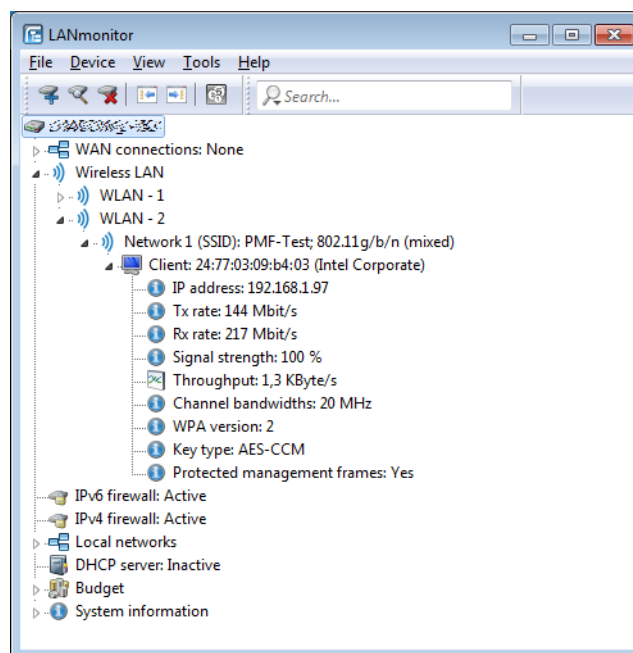 LANmonitor
File Device View Tools Help
Search...
WAN connections: None
Wireless LAN
WLAN - 1
WLAN - 2
Network 1 (SSID): PMF-Test; 802.11g/b/n (mixed)
Client: 24:77:03:09:b4:03 (Intel Corporate)
IP address: 192.168.1.97
Tx rate: 144 Mbit/s
Rx rate: 217 Mbit/s
Signal strength: 100 %
Throughput: 1,3 KByte/s
Channel bandwidths: 20 MHz
WPA version: 2
Key type: AES-CCM
Protected management frames: Yes
IPv6 firewall: Active
IPv4 firewall: Active
Local networks
DHCP server: Inactive
Budget
System information